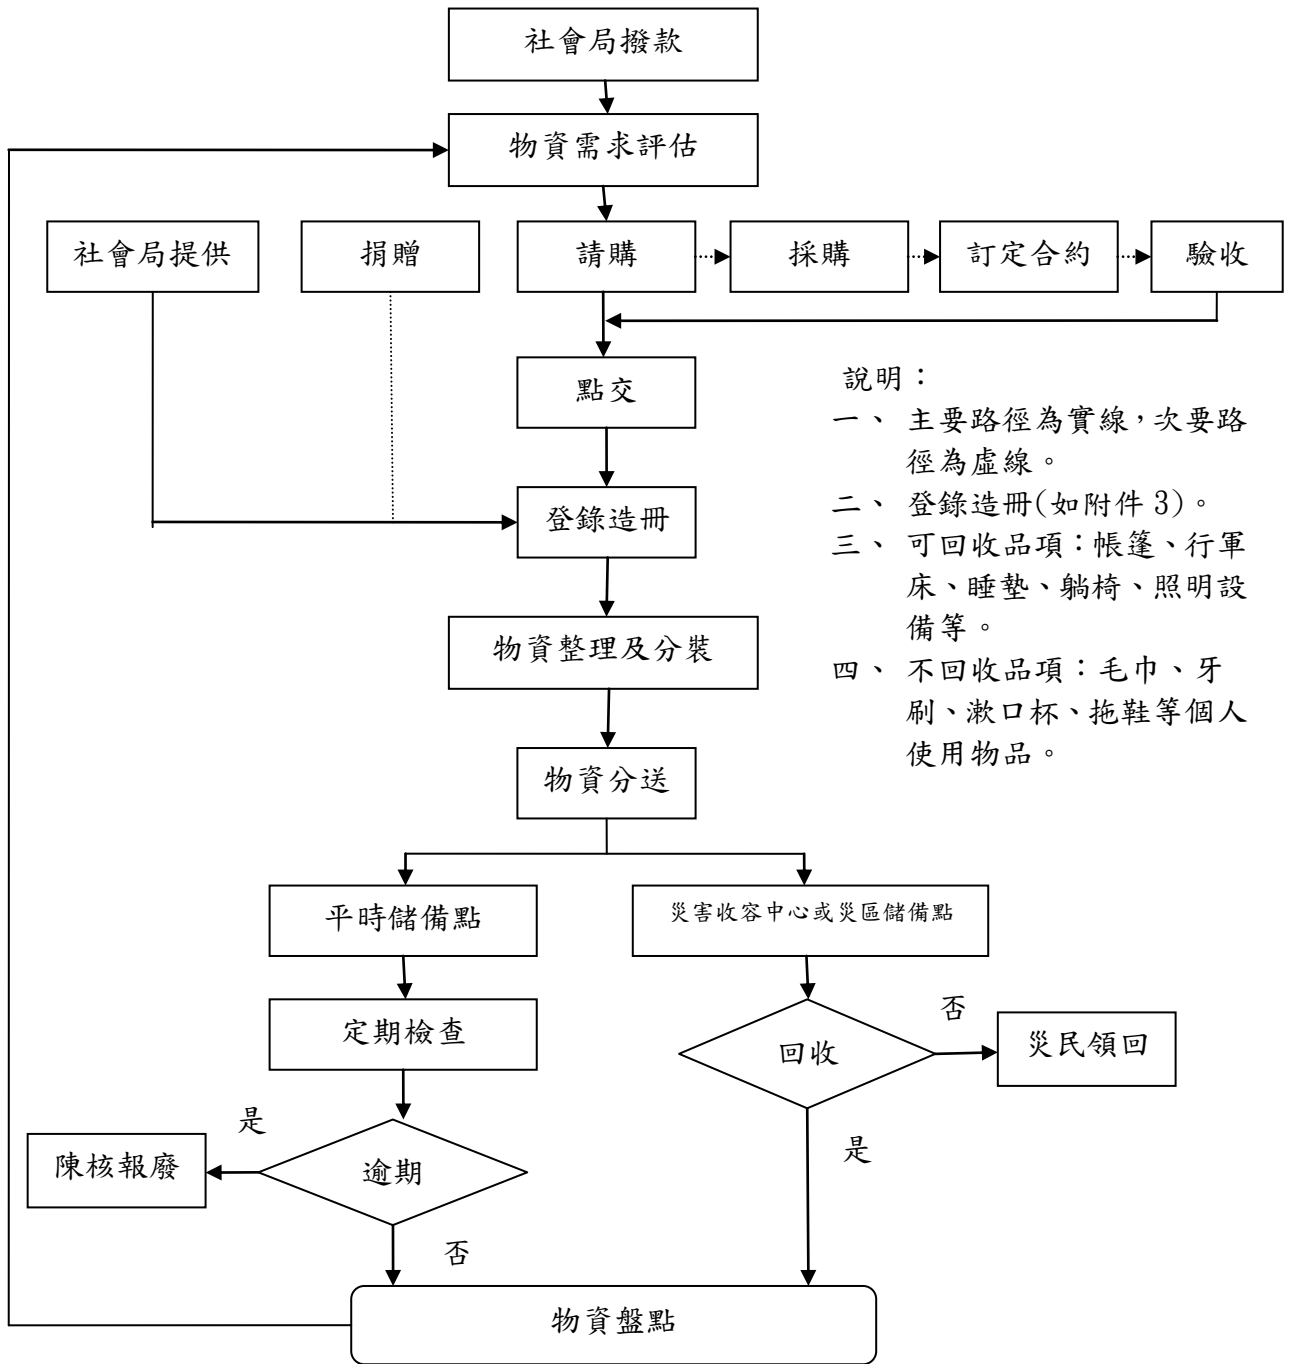 社會局撥款
物資需求評估
社會局提供
捐贈
請購
採購
訂定合約
驗收
點交
說明：
一、 主要路徑為實線，次要路
徑為虛線。
二、 登錄造冊(如附件 3)。
三、 可回收品項：帳篷、行軍
床、睡墊、躺椅、照明設
備等。
四、 不回收品項：毛巾、牙
刷、漱口杯、拖鞋等個人
使用物品。
登錄造冊
物資整理及分裝
物資分送
平時儲備點
災害收容中心或災區儲備點
定期檢查
回收
否
災民領回
是
陳核報廢
逾期
是
否
物資盤點